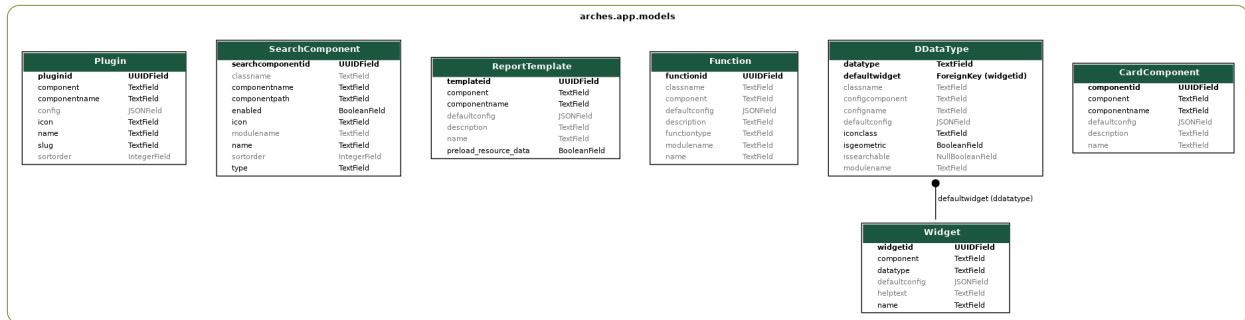 arches.app.models
Plugin
pluginid UUIDField
component TextField
componentname TextField
config JSONField
icon TextField
name TextField
slug TextField
sortorder IntegerField
SearchComponent
searchcomponentid UUIDField
classname TextField
componentname TextField
componentpath TextField
enabled BooleanField
icon TextField
modulename TextField
name TextField
sortorder IntegerField
type TextField
ReportTemplate
templateid UUIDField
component TextField
componentname TextField
defaultconfig JSONField
description TextField
name TextField
preload_resource_data BooleanField
Function
functionid UUIDField
classname TextField
component TextField
defaultconfig JSONField
description TextField
functiontype TextField
modulename TextField
name TextField
DDataType
datatype TextField
defaultwidget ForeignKey (widgetid)
classname TextField
configcomponent TextField
configname TextField
defaultconfig JSONField
iconclass TextField
isgeometric BooleanField
issearchable NullBooleanField
modulename TextField
CardComponent
componentid UUIDField
component TextField
componentname TextField
defaultconfig JSONField
description TextField
name TextField
defaultwidget (ddatatype)
Widget
widgetid UUIDField
component TextField
datatype TextField
defaultconfig JSONField
helptext TextField
name TextField